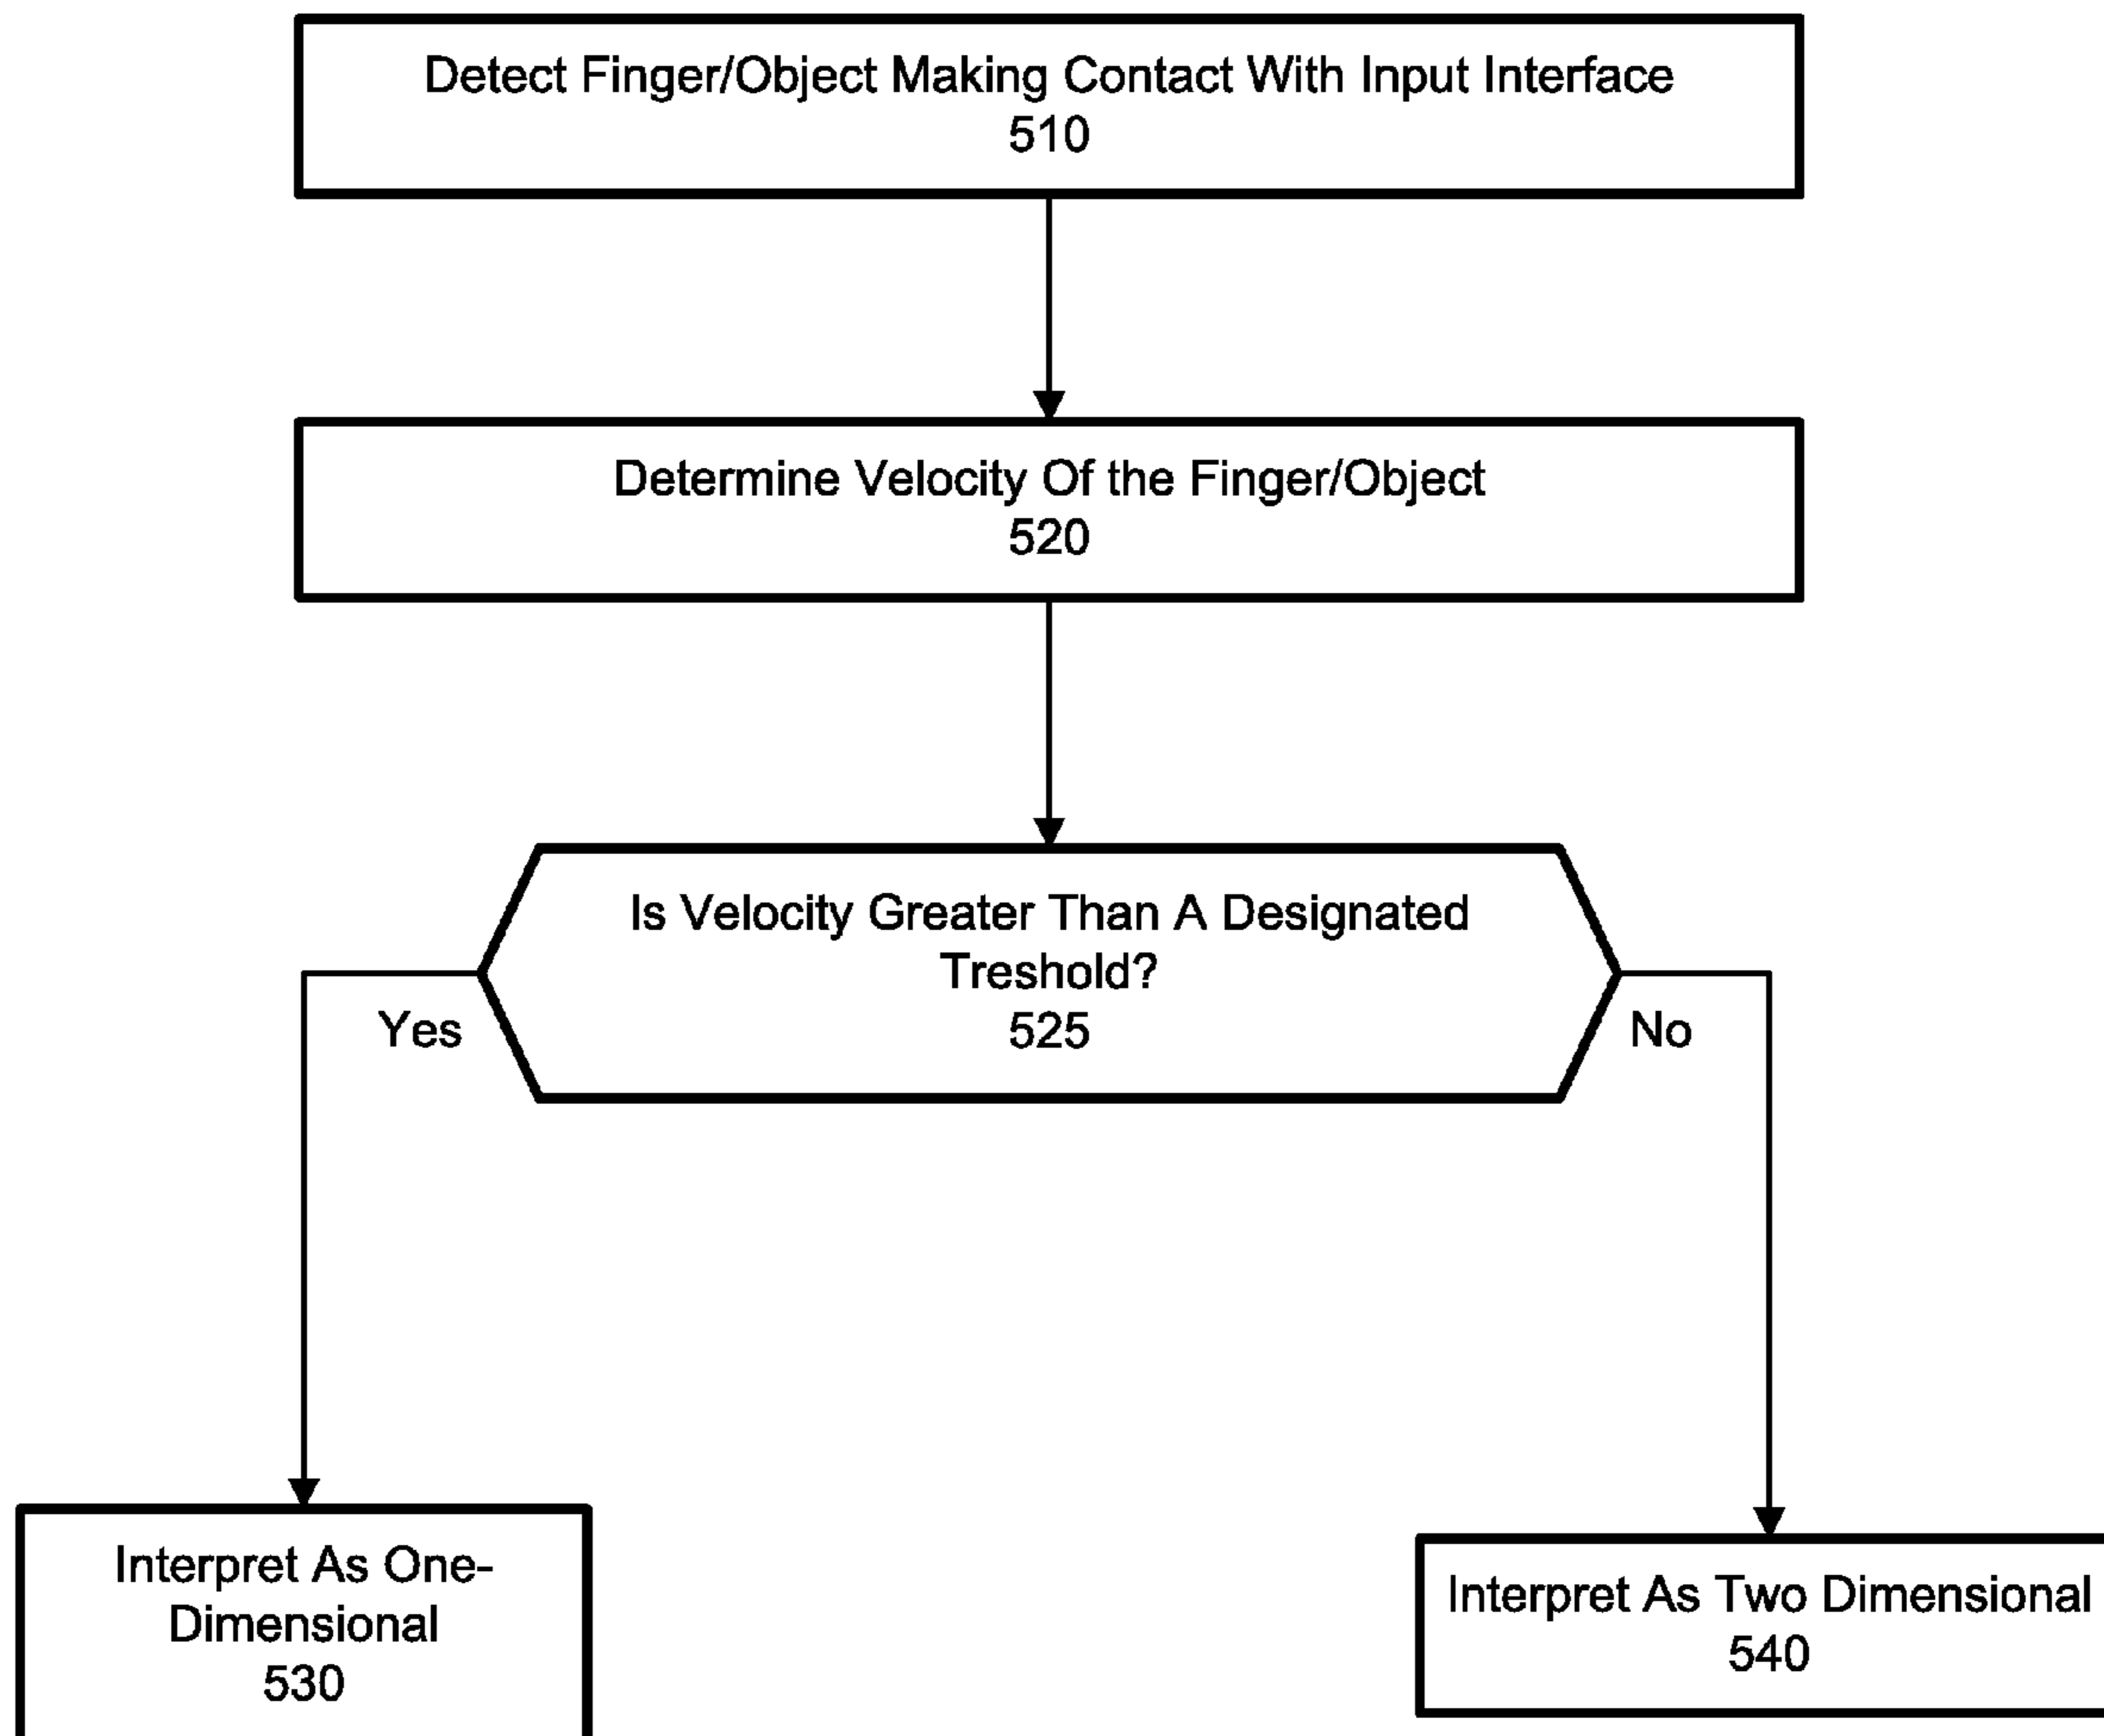 Detect Finger/Object Making Contact With Input Interface
510
Determine Velocity Of the Finger/Object
520
Is Velocity Greater Than A Designated
Treshold?
525
Yes
No
Interpret As One-
Dimensional
530
Interpret As Two Dimensional
540